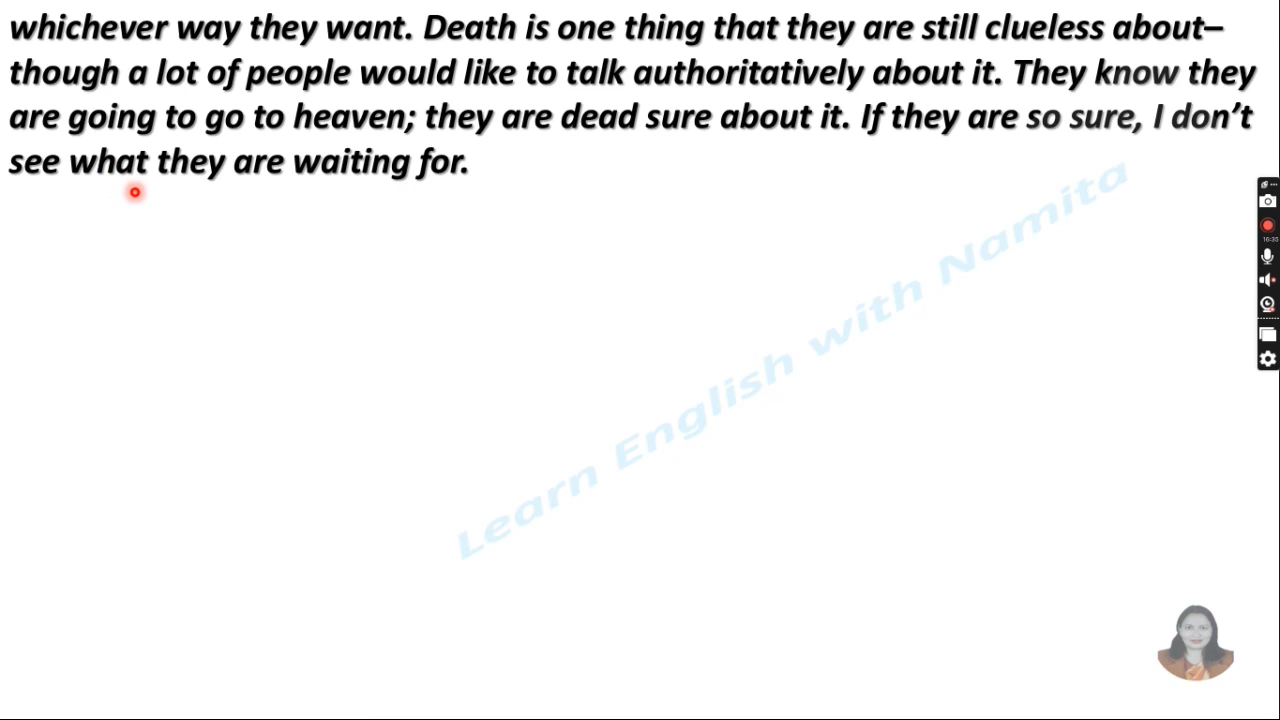 whichever way they want. Death is one thing that they are still clueless about–
though a lot of people would like to talk authoritatively about it. They know they
are going to go to heaven; they are dead sure about it. If they are so sure, I don’t
see what they are waiting for.
Learn English with Namita
16:35